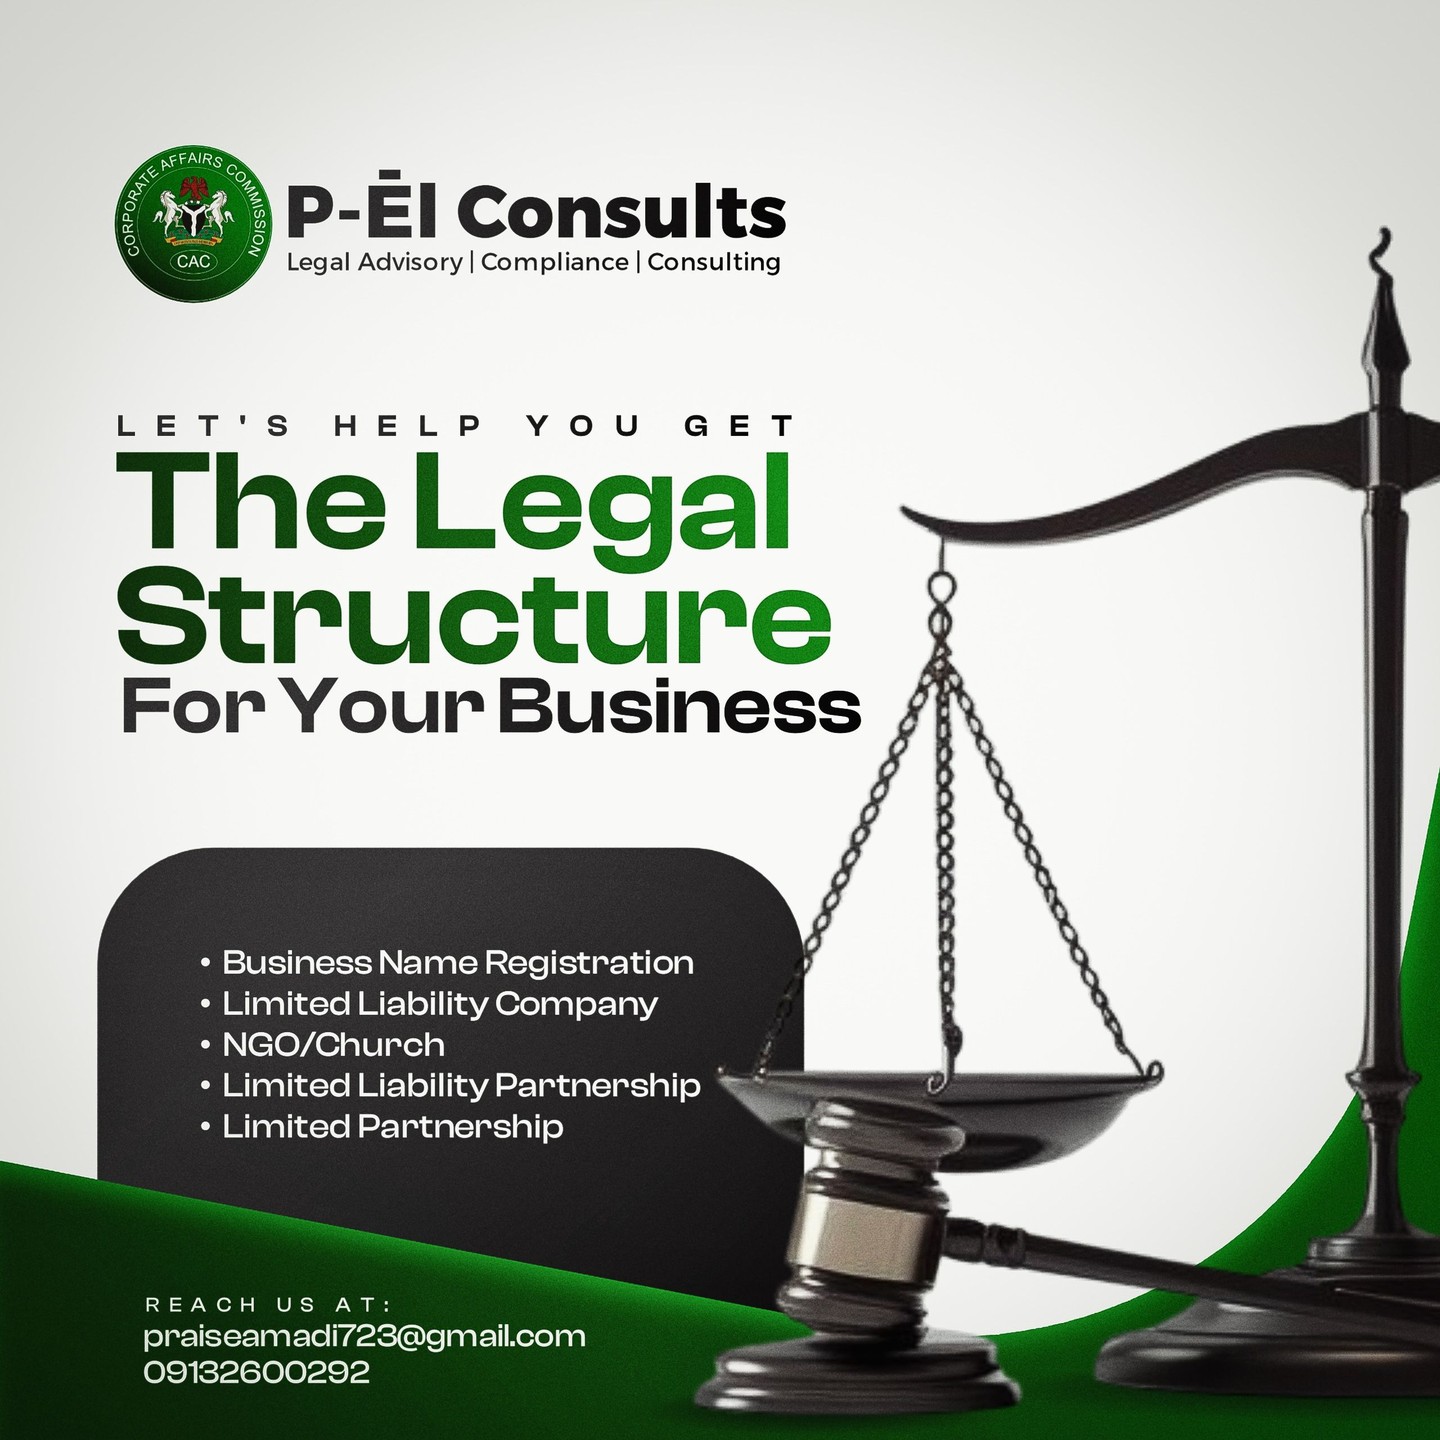 CORPORATE AFFAIRS COMMISSION
CAC
P-Ēl Consults
Legal Advisory | Compliance | Consulting
LET'S HELP YOU GET
The Legal
Structure
For Your Business
• Business Name Registration
• Limited Liability Company
• NGO/Church
• Limited Liability Partnership
• Limited Partnership
REACH US AT:
praiseamadi723@gmail.com
09132600292